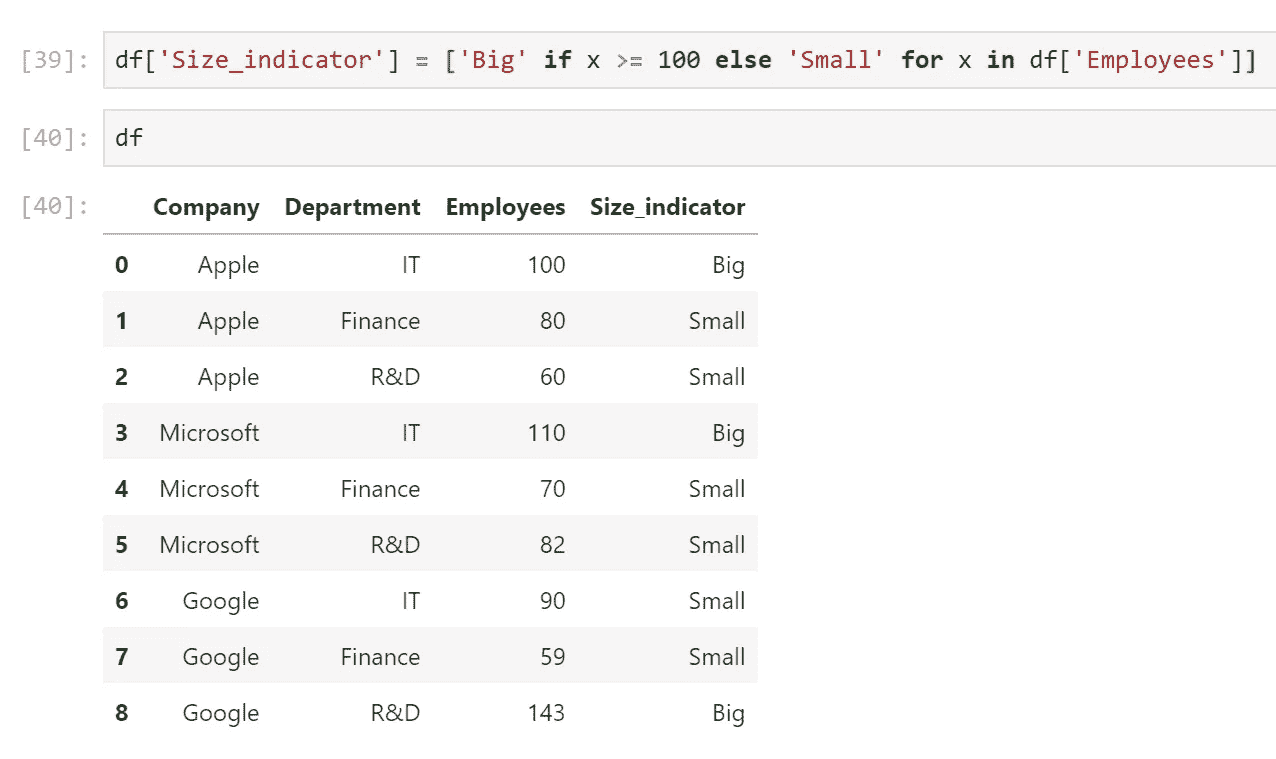 [39]: df['Size_indicator'] = ['Big' if x >= 100 else 'Small' for x in df['Employees']]
[40]: df
[40]: Company Department Employees Size_indicator
0 Apple IT 100 Big
1 Apple Finance 80 Small
2 Apple R&D 60 Small
3 Microsoft IT 110 Big
4 Microsoft Finance 70 Small
5 Microsoft R&D 82 Small
6 Google IT 90 Small
7 Google Finance 59 Small
8 Google R&D 143 Big